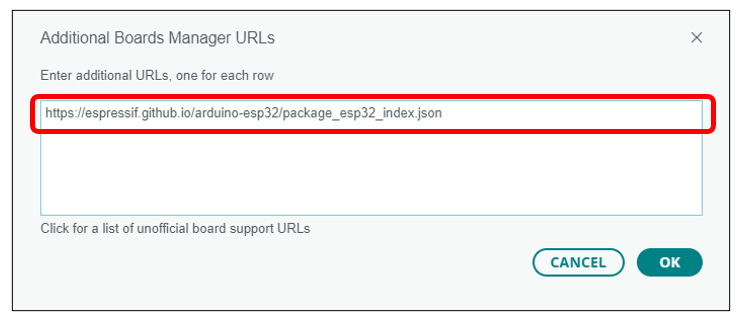 Additional Boards Manager URLs
Enter additional URLs, one for each row
https://espressif.github.io/arduino-esp32/package_esp32_index.json
Click for a list of unofficial board support URLs
CANCEL OK